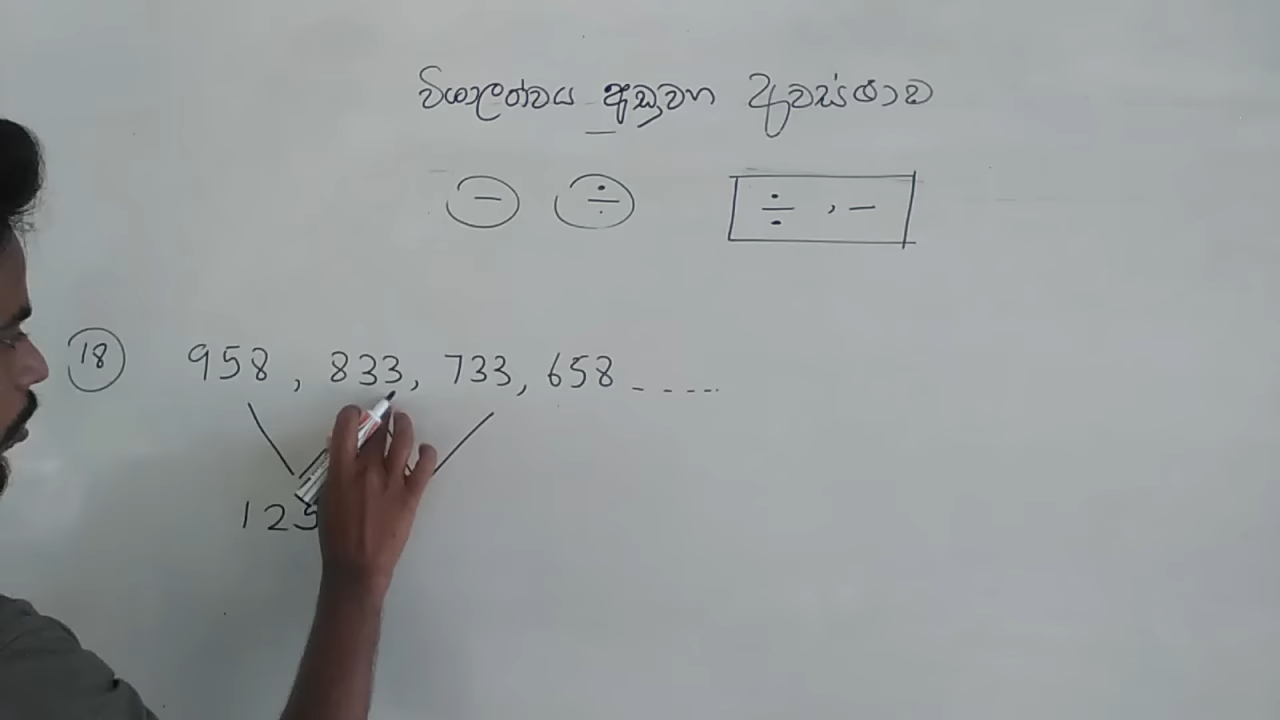 විශාලත්වය අඩුවන අවස්ථාව
− ÷ ÷ , −
18 958 , 833, 733, 658 - - - - -
125